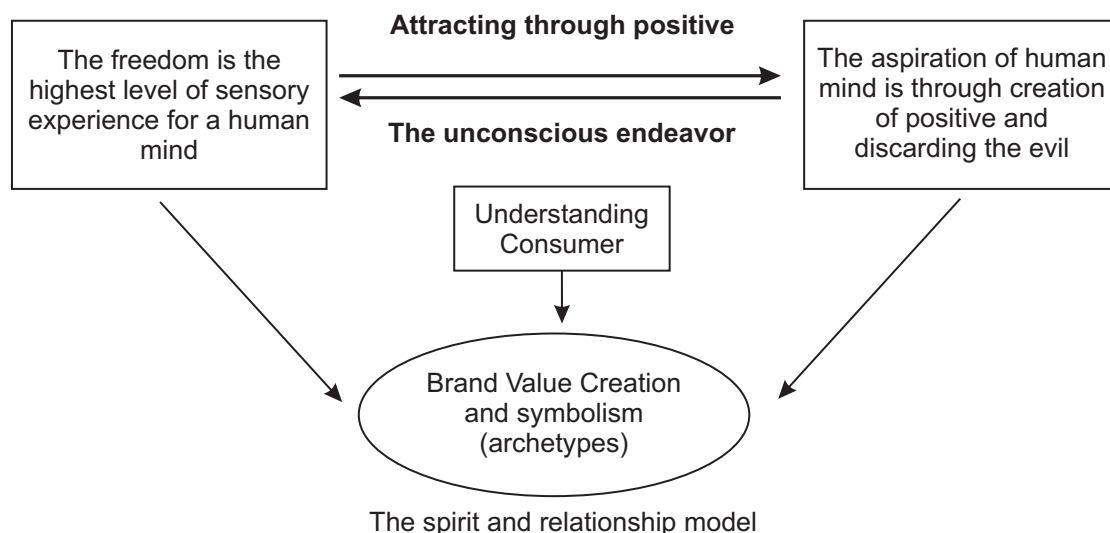 Attracting through positive
The freedom is the
highest level of sensory
experience for a human
mind
The aspiration of human
mind is through creation
of positive and
discarding the evil
The unconscious endeavor
Understanding
Consumer
Brand Value Creation
and symbolism
(archetypes)
The spirit and relationship model